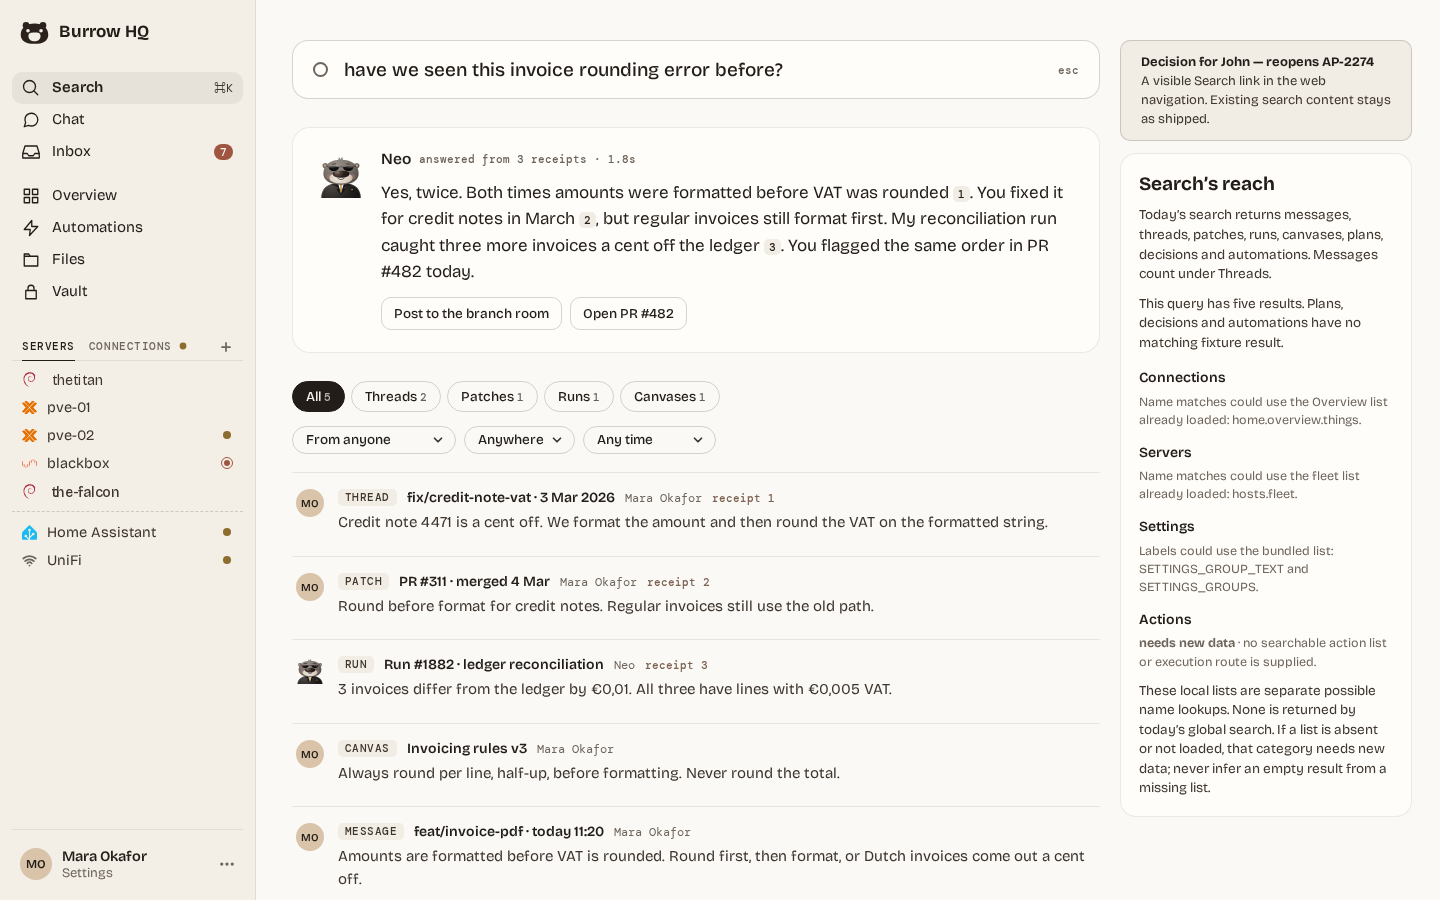 Burrow HQ
Search ⌘K
Chat
Inbox 7
Overview
Automations
Files
Vault
SERVERS CONNECTIONS +
thetitan
pve-01
pve-02
blackbox
the-falcon
Home Assistant
UniFi
MO Mara Okafor
Settings
have we seen this invoice rounding error before? esc
Neo answered from 3 receipts · 1.8s
Yes, twice. Both times amounts were formatted before VAT was rounded 1. You fixed it
for credit notes in March 2, but regular invoices still format first. My reconciliation run
caught three more invoices a cent off the ledger 3. You flagged the same order in PR
#482 today.
Post to the branch room Open PR #482
All 5 Threads 2 Patches 1 Runs 1 Canvases 1
From anyone Anywhere Any time
MO THREAD fix/credit-note-vat · 3 Mar 2026 Mara Okafor receipt 1
Credit note 4471 is a cent off. We format the amount and then round the VAT on the formatted string.
MO PATCH PR #311 · merged 4 Mar Mara Okafor receipt 2
Round before format for credit notes. Regular invoices still use the old path.
RUN Run #1882 · ledger reconciliation Neo receipt 3
3 invoices differ from the ledger by €0,01. All three have lines with €0,005 VAT.
MO CANVAS Invoicing rules v3 Mara Okafor
Always round per line, half-up, before formatting. Never round the total.
MO MESSAGE feat/invoice-pdf · today 11:20 Mara Okafor
Amounts are formatted before VAT is rounded. Round first, then format, or Dutch invoices come out a cent
off.
Decision for John — reopens AP-2274
A visible Search link in the web
navigation. Existing search content stays
as shipped.
Search's reach
Today's search returns messages,
threads, patches, runs, canvases, plans,
decisions and automations. Messages
count under Threads.
This query has five results. Plans,
decisions and automations have no
matching fixture result.
Connections
Name matches could use the Overview list
already loaded: home.overview.things.
Servers
Name matches could use the fleet list
already loaded: hosts.fleet.
Settings
Labels could use the bundled list:
SETTINGS_GROUP_TEXT and
SETTINGS_GROUPS.
Actions
needs new data · no searchable action list
or execution route is supplied.
These local lists are separate possible
name lookups. None is returned by
today's global search. If a list is absent
or not loaded, that category needs new
data; never infer an empty result from a
missing list.